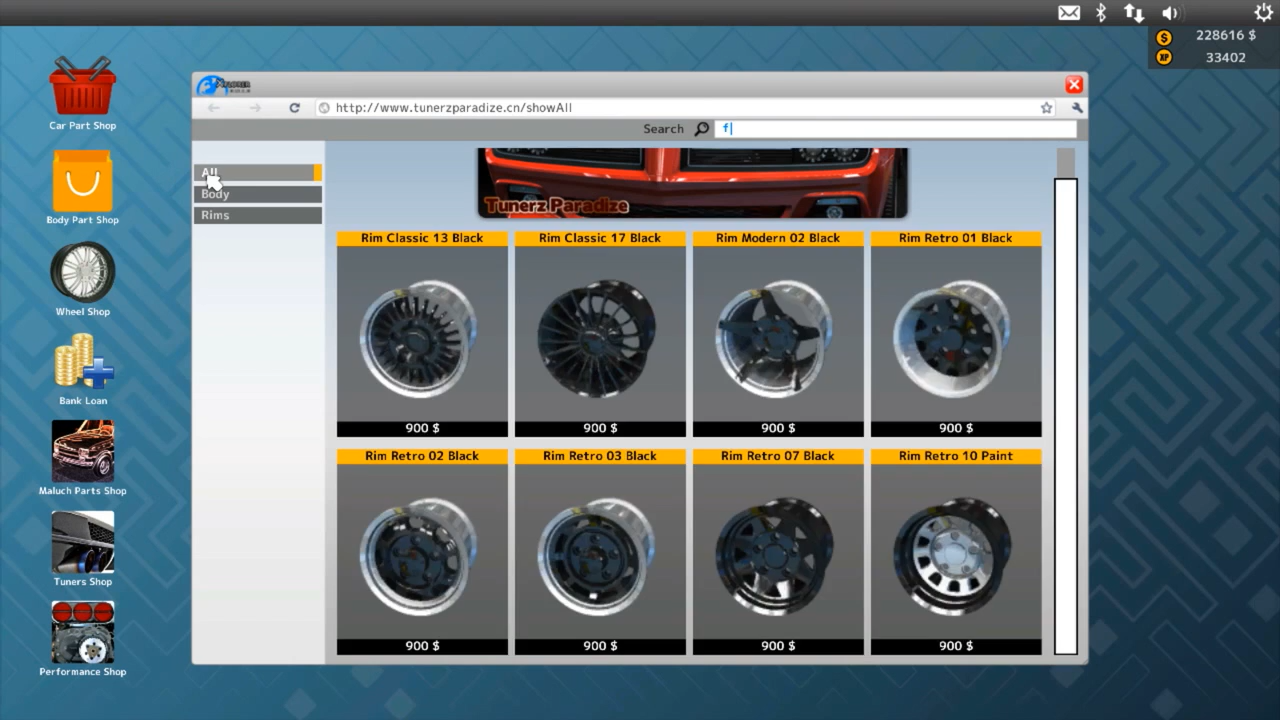 228616 $
33402
http://www.tunerzparadize.cn/showAll
Search
f
All
Body
Rims
Car Part Shop
Body Part Shop
Wheel Shop
Bank Loan
Maluch Parts Shop
Tuners Shop
Performance Shop
Tunerz Paradize
Rim Classic 13 Black
Rim Classic 17 Black
Rim Modern 02 Black
Rim Retro 01 Black
900 $
900 $
900 $
900 $
Rim Retro 02 Black
Rim Retro 03 Black
Rim Retro 07 Black
Rim Retro 10 Paint
900 $
900 $
900 $
900 $